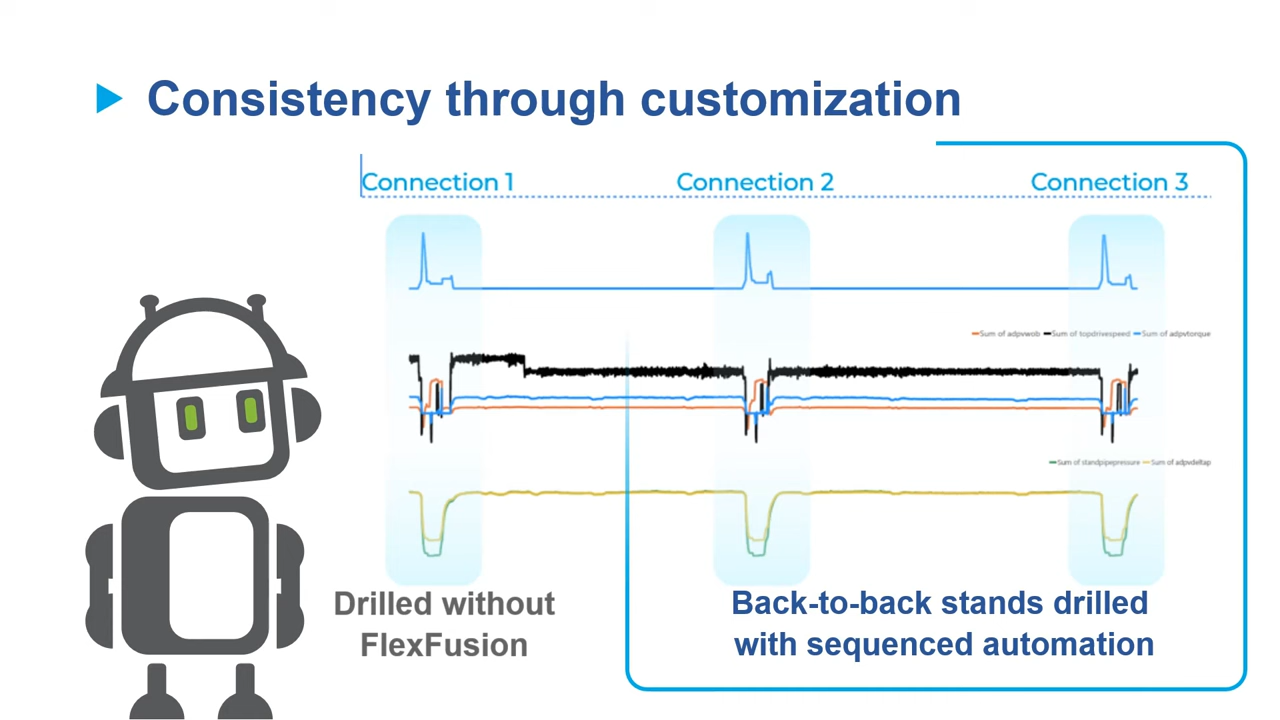 Consistency through customization
Connection 1
Connection 2
Connection 3
Sum of adpvwob Sum of topdrivespeed Sum of adpvtorque
Sum of standpipepressure Sum of adpvdeltap
Drilled without
FlexFusion
Back-to-back stands drilled
with sequenced automation